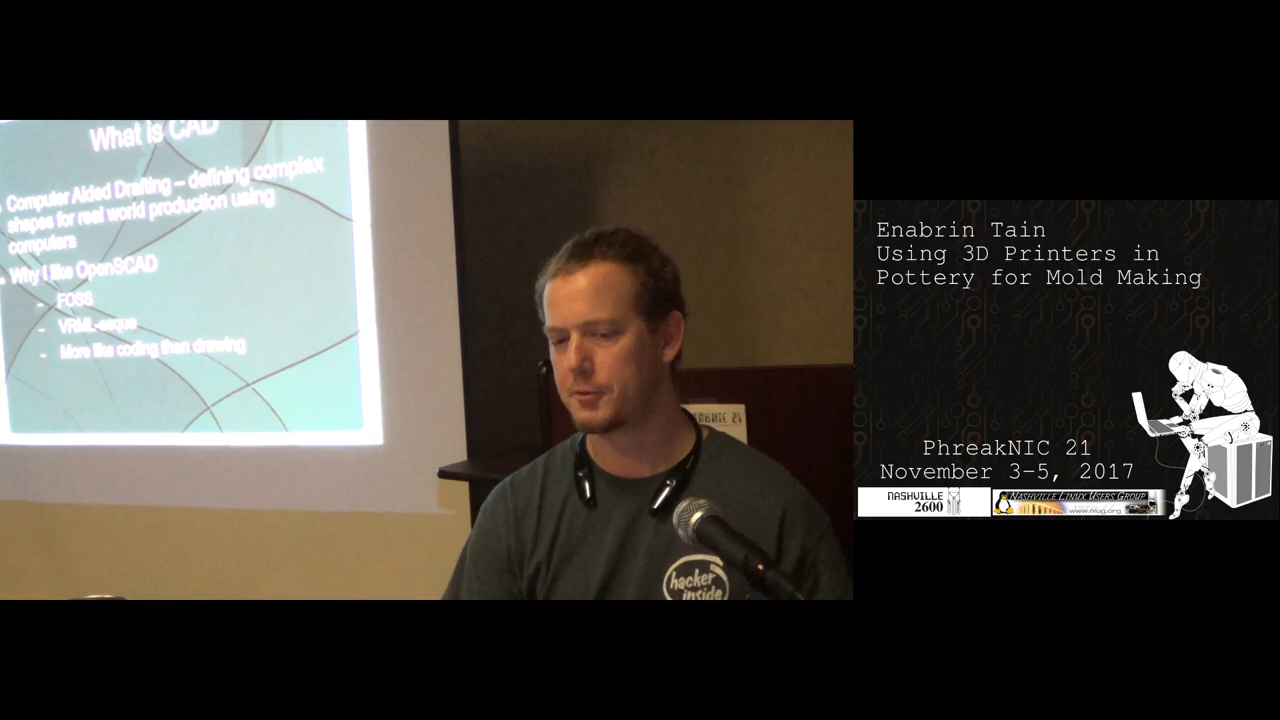 What is CAD
Computer Aided Drafting – defining complex
shapes for real world production using
computers
Why I like OpenSCAD
- FOSS
- VRML-esque
- More like coding than drawing
hacker
inside
Enabrin Tain
Using 3D Printers in
Pottery for Mold Making
PhreakNIC 21
November 3-5, 2017
NASHVILLE
2600
NASHVILLE LINUX USERS GROUP
www.nlug.org